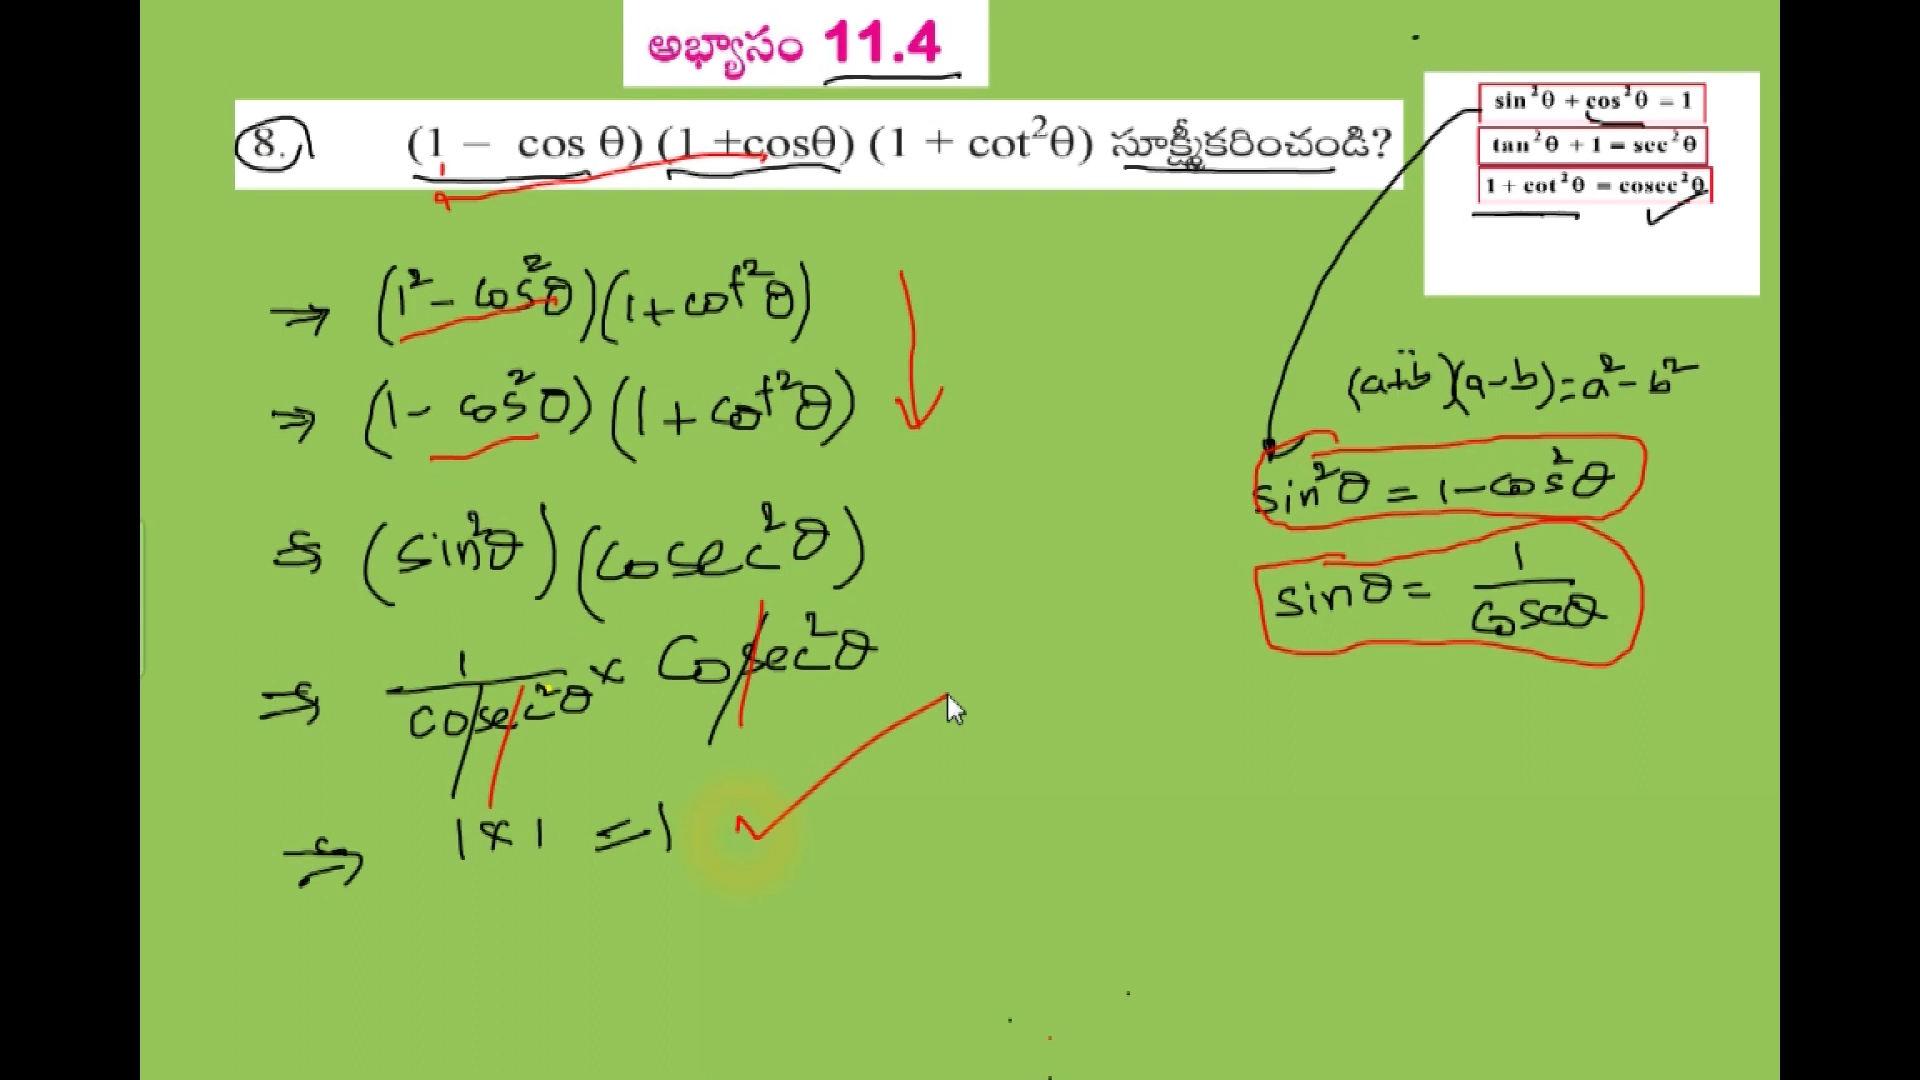 అభ్యాసం 11.4
8. (1 − cos θ) (1 +cosθ) (1 + cot²θ) సూక్ష్మీకరించండి?
sin²θ + cos²θ = 1
tan²θ + 1 = sec²θ
1 + cot²θ = cosec²θ
⇒ (1² − cos²θ)(1 + cot²θ)
⇒ (1 − cos²θ)(1 + cot²θ)
⇒ (sin²θ)(cosec²θ)
⇒ 1/cosec²θ × cosec²θ
⇒ 1×1 = 1
(a+b)(a−b) = a² − b²
sin²θ = 1 − cos²θ
sinθ = 1/cosecθ